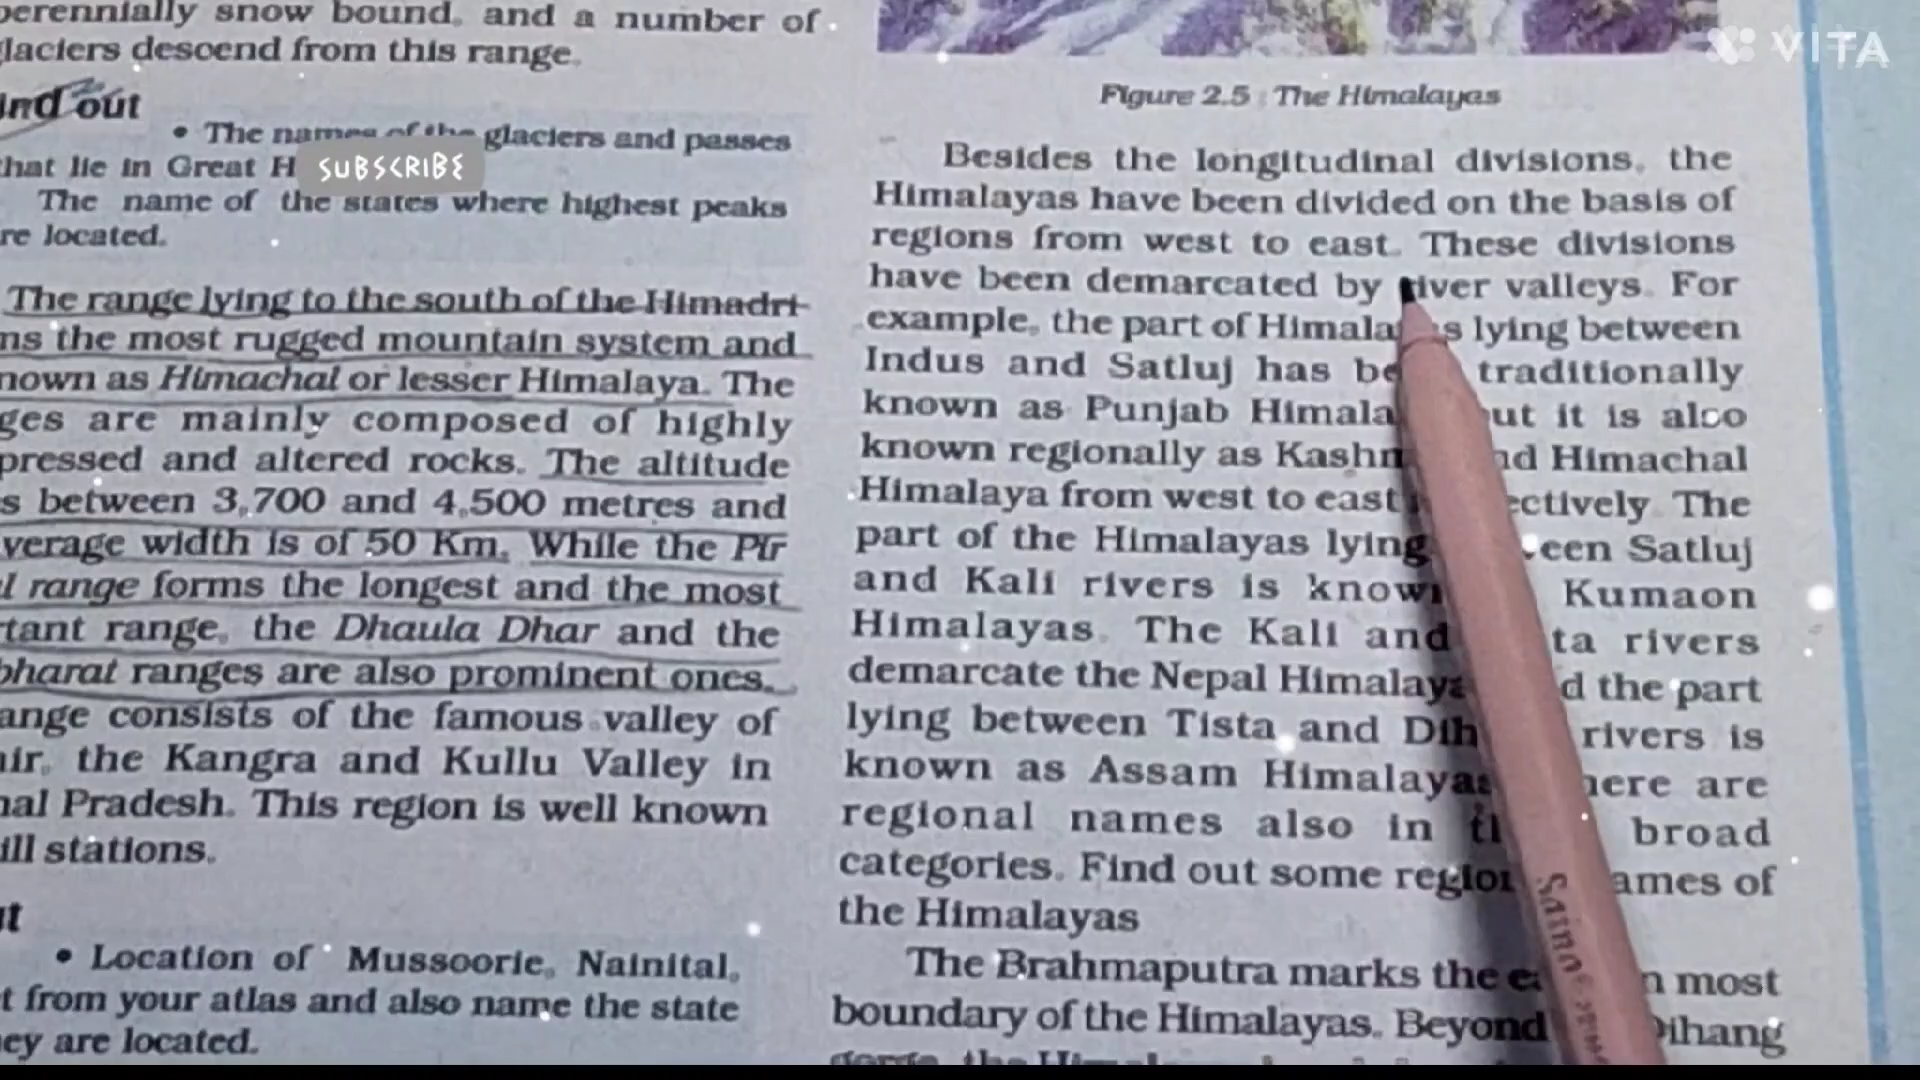 perennially snow bound, and a number of
glaciers descend from this range.
ind out
• The names of the glaciers and passes
that lie in Great H
SUBSCRIBE
The name of the states where highest peaks
re located.
The range lying to the south of the Himadri
ns the most rugged mountain system and
nown as Himachal or lesser Himalaya. The
ges are mainly composed of highly
pressed and altered rocks. The altitude
s between 3,700 and 4,500 metres and
verage width is of 50 Km. While the Pir
l range forms the longest and the most
rtant range, the Dhaula Dhar and the
bharat ranges are also prominent ones.
ange consists of the famous valley of
ir, the Kangra and Kullu Valley in
al Pradesh. This region is well known
ill stations.
t
• Location of Mussoorie, Nainital,
t from your atlas and also name the state
ey are located.
VITA
Figure 2.5 : The Himalayas
Besides the longitudinal divisions, the
Himalayas have been divided on the basis of
regions from west to east. These divisions
have been demarcated by river valleys. For
example, the part of Himala s lying between
Indus and Satluj has be traditionally
known as Punjab Himala ut it is also
known regionally as Kashm nd Himachal
Himalaya from west to east ectively. The
part of the Himalayas lying een Satluj
and Kali rivers is known Kumaon
Himalayas. The Kali and ta rivers
demarcate the Nepal Himalaya d the part
lying between Tista and Dih rivers is
known as Assam Himalayas here are
regional names also in t broad
categories. Find out some region ames of
the Himalayas
The Brahmaputra marks the ea n most
boundary of the Himalayas. Beyond Dihang